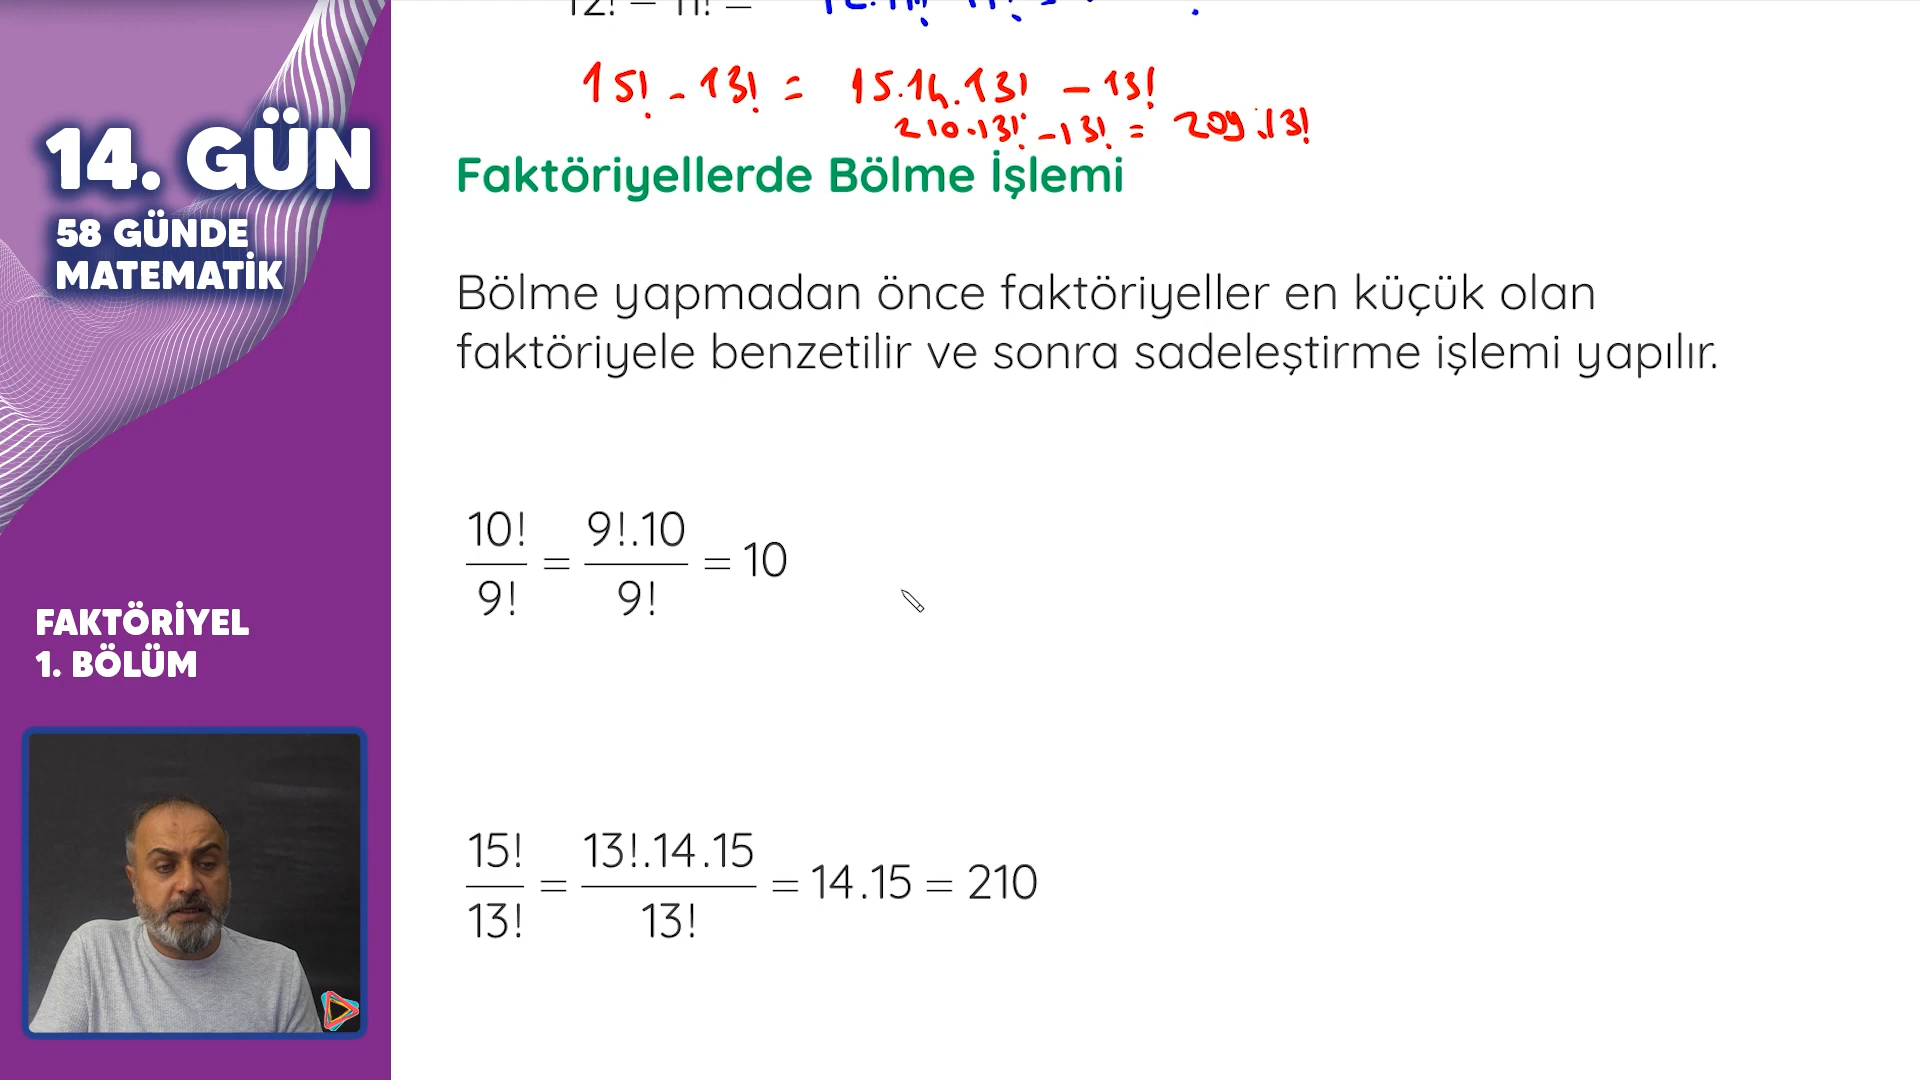 14. GÜN
58 GÜNDE
MATEMATİK
FAKTÖRİYEL
1. BÖLÜM
12! – 11! =
15! - 13! = 15.14.13! - 13!
210.13! - 13! = 209.13!
Faktöriyellerde Bölme İşlemi
Bölme yapmadan önce faktöriyeller en küçük olan
faktöriyele benzetilir ve sonra sadeleştirme işlemi yapılır.
10!/9! = 9!.10/9! = 10
15!/13! = 13!.14.15/13! = 14.15 = 210